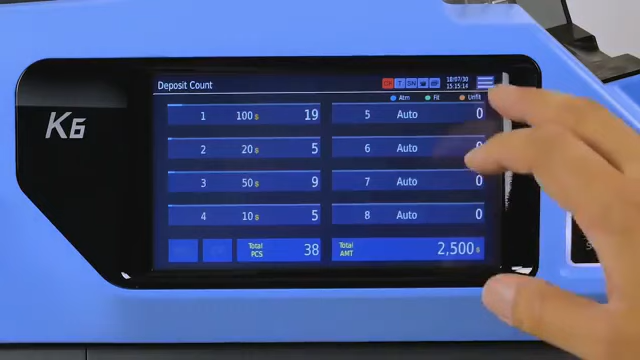 K6
Deposit Count
18/07/30
15:15:14
Atm Fit Unfit
1 100$ 19 5 Auto 0
2 20$ 5 6 Auto
3 50$ 9 7 Auto 0
4 10$ 5 8 Auto 0
Total PCS 38 Total AMT 2,500$